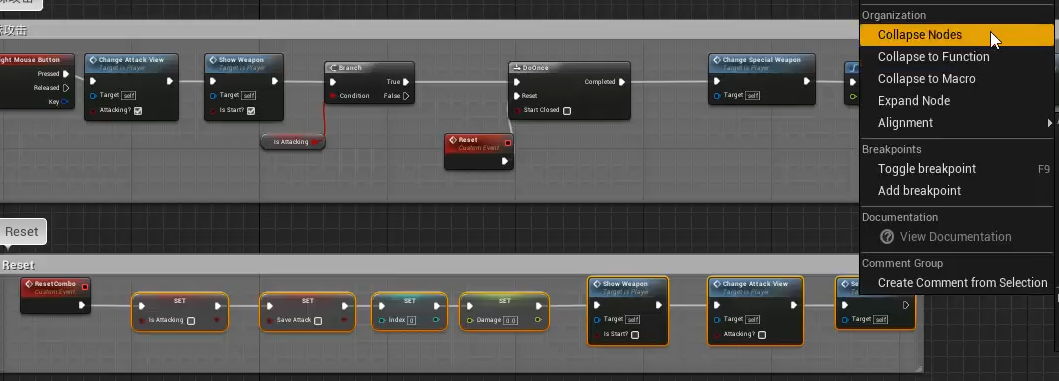 攻击
攻击
ght Mouse Button
Pressed
Released
Key
Change Attack View
Target is Player
Target self
Attacking?
Show Weapon
Target is Player
Target self
Is Start?
Branch
True
Condition
False
Is Attacking
DoOnce
Completed
Reset
Start Closed
Reset
Custom Event
Change Special Weapon
Target is Player
Target self
Organization
Collapse Nodes
Collapse to Function
Collapse to Macro
Expand Node
Alignment
Breakpoints
Toggle breakpoint F9
Add breakpoint
Documentation
View Documentation
Comment Group
Create Comment from Selection
Reset
Reset
ResetCombo
Custom Event
SET
Is Attacking
SET
Save Attack
SET
Index 0
SET
Damage 0.0
Show Weapon
Target is Player
Target self
Is Start?
Change Attack View
Target is Player
Target self
Attacking?
Se
Target self